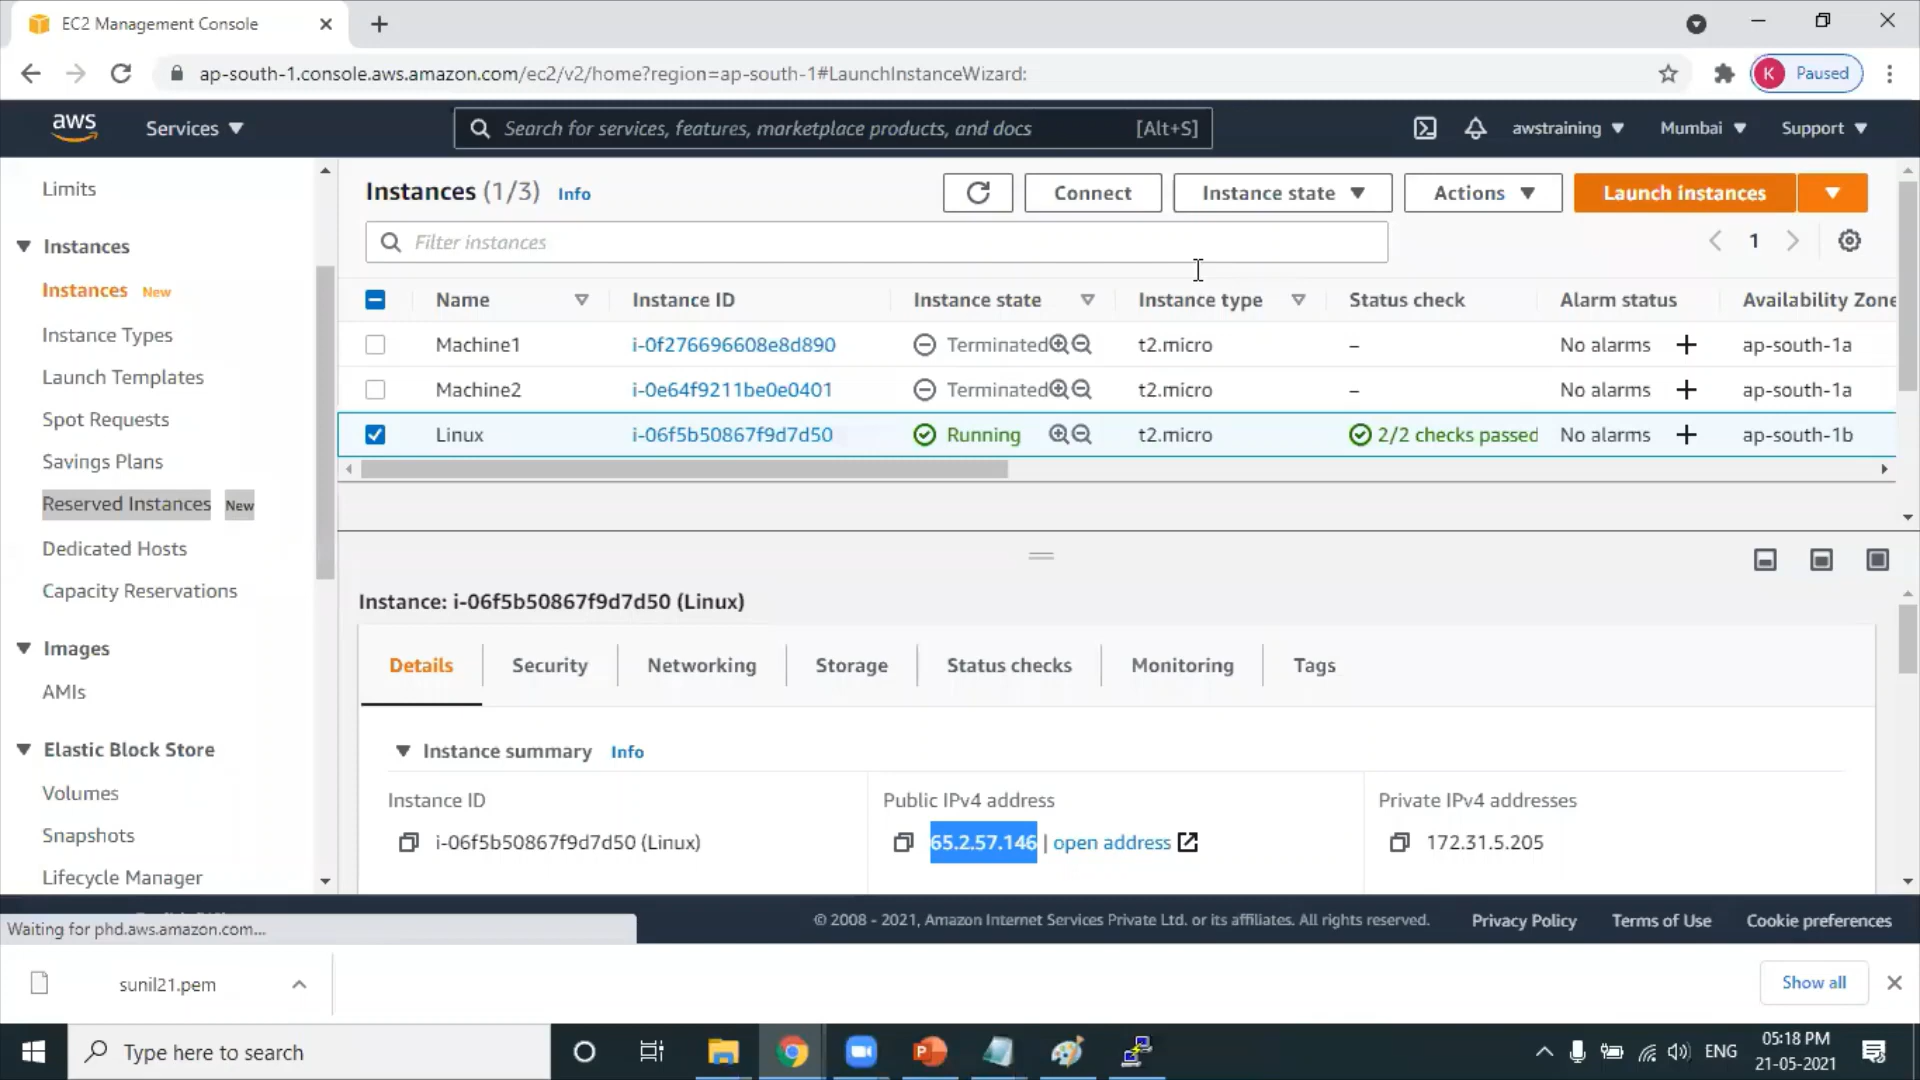 EC2 Management Console
ap-south-1.console.aws.amazon.com/ec2/v2/home?region=ap-south-1#LaunchInstanceWizard:
K Paused
aws Services Search for services, features, marketplace products, and docs [Alt+S] awstraining Mumbai Support
Limits
Instances
Instances New
Instance Types
Launch Templates
Spot Requests
Savings Plans
Reserved Instances New
Dedicated Hosts
Capacity Reservations
Images
AMIs
Elastic Block Store
Volumes
Snapshots
Lifecycle Manager
Instances (1/3) Info Connect Instance state Actions Launch instances
Filter instances 1
Name Instance ID Instance state Instance type Status check Alarm status Availability Zone
Machine1 i-0f276696608e8d890 Terminated t2.micro – No alarms + ap-south-1a
Machine2 i-0e64f9211be0e0401 Terminated t2.micro – No alarms + ap-south-1a
Linux i-06f5b50867f9d7d50 Running t2.micro 2/2 checks passed No alarms + ap-south-1b
Instance: i-06f5b50867f9d7d50 (Linux)
Details Security Networking Storage Status checks Monitoring Tags
Instance summary Info
Instance ID Public IPv4 address Private IPv4 addresses
i-06f5b50867f9d7d50 (Linux) 65.2.57.146 | open address 172.31.5.205
Waiting for phd.aws.amazon.com...
© 2008 - 2021, Amazon Internet Services Private Ltd. or its affiliates. All rights reserved. Privacy Policy Terms of Use Cookie preferences
sunil21.pem Show all
Type here to search ENG 05:18 PM
21-05-2021